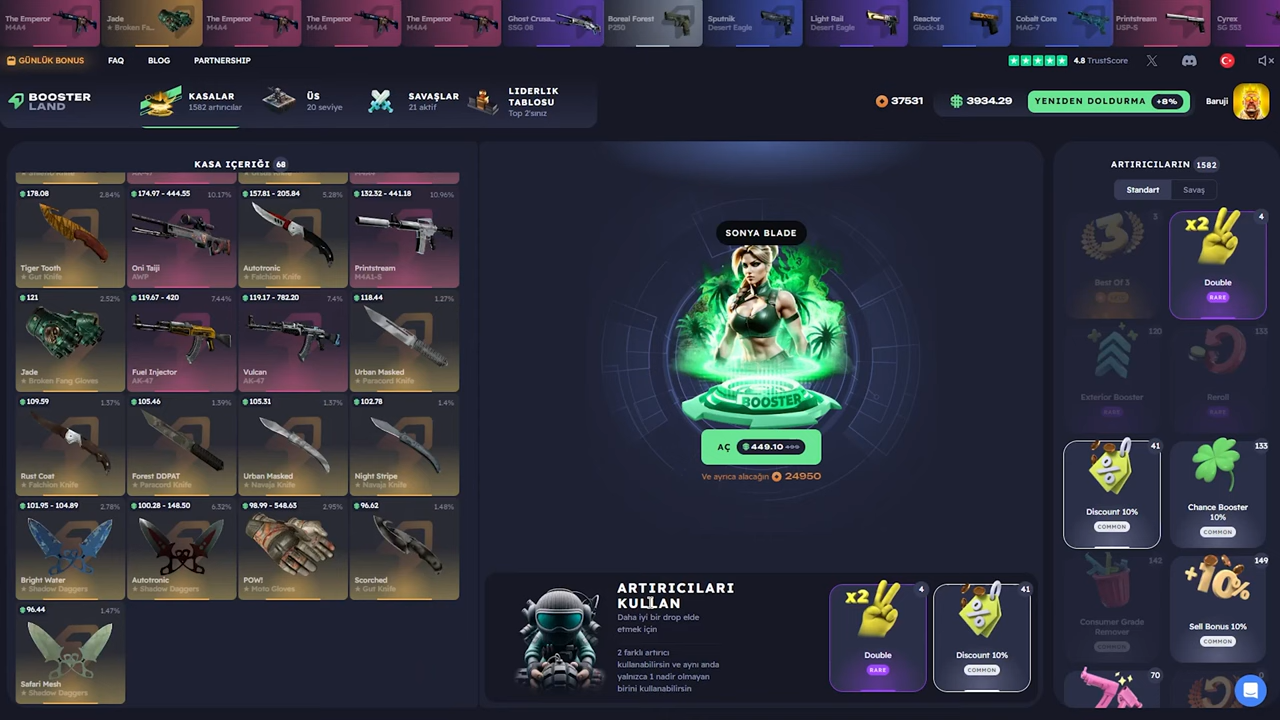 The Emperor
M4A4
Jade
★ Broken Fa...
The Emperor
M4A4
The Emperor
M4A4
The Emperor
M4A4
Ghost Crusa...
SSG 08
Boreal Forest
P250
Sputnik
Desert Eagle
Light Rail
Desert Eagle
Reactor
Glock-18
Cobalt Core
MAG-7
Printstream
USP-S
Cyrex
SG 553
GÜNLÜK BONUS
FAQ
BLOG
PARTNERSHIP
4.8 TrustScore
BOOSTER
LAND
KASALAR
1582 artırıcılar
ÜS
20 seviye
SAVAŞLAR
21 aktif
LIDERLIK
TABLOSU
Top 2'sınız
37531
3934.29
YENIDEN DOLDURMA +8%
Baruji
KASA IÇERIĞI 68
178.08 2.84%
Tiger Tooth
★ Gut Knife
174.97 - 444.55 10.17%
Oni Taiji
AWP
157.81 - 205.84 5.28%
Autotronic
★ Falchion Knife
132.32 - 441.18 10.96%
Printstream
M4A1-S
121 2.52%
Jade
★ Broken Fang Gloves
119.67 - 420 7.44%
Fuel Injector
AK-47
119.17 - 782.20 7.4%
Vulcan
AK-47
118.44 1.27%
Urban Masked
★ Paracord Knife
109.59 1.37%
Rust Coat
★ Falchion Knife
105.46 1.39%
Forest DDPAT
★ Paracord Knife
105.31 1.37%
Urban Masked
★ Navaja Knife
102.78 1.4%
Night Stripe
★ Navaja Knife
101.95 - 104.89 2.78%
Bright Water
★ Shadow Daggers
100.28 - 148.50 6.32%
Autotronic
★ Shadow Daggers
98.99 - 548.63 2.95%
POW!
★ Moto Gloves
96.62 1.48%
Scorched
★ Gut Knife
96.44 1.47%
Safari Mesh
★ Shadow Daggers
SONYA BLADE
BOOSTER
AÇ 449.10 499
Ve ayrıca alacağın 24950
ARTIRICILARI
KULLAN
Daha iyi bir drop elde
etmek için
2 farklı artırıcı
kullanabilirsin ve aynı anda
yalnızca 1 nadir olmayan
birini kullanabilirsin
x2
4
Double
RARE
41
Discount 10%
COMMON
ARTIRICILARIN 1582
Standart
Savaş
3
Best Of 3
x2
4
Double
RARE
120
Exterior Booster
RARE
133
Reroll
RARE
41
Discount 10%
COMMON
133
Chance Booster
10%
COMMON
142
Consumer Grade
Remover
COMMON
149
+10%
Sell Bonus 10%
COMMON
70